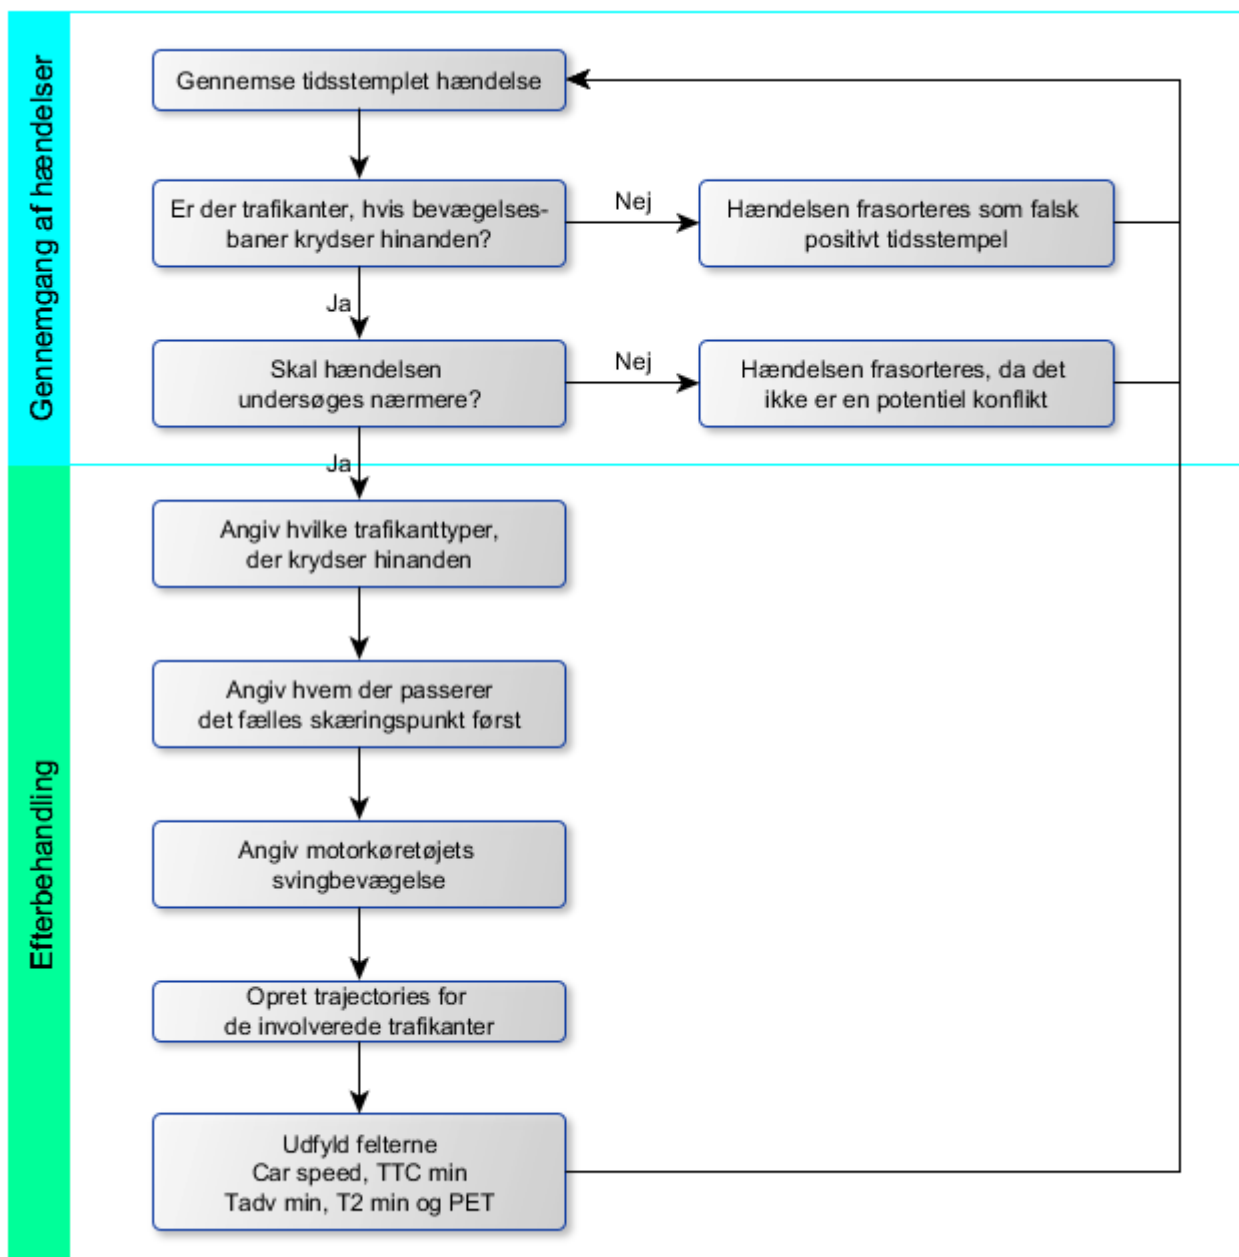 Gennemgang af hændelser
Gennemse tidsstemplet hændelse
Er der trafikanter, hvis bevægelses-
baner krydser hinanden?
Nej
Hændelsen frasorteres som falsk
positivt tidsstempel
Ja
Skal hændelsen
undersøges nærmere?
Nej
Hændelsen frasorteres, da det
ikke er en potentiel konflikt
Ja
Efterbehandling
Angiv hvilke trafikanttyper,
der krydser hinanden
Angiv hvem der passerer
det fælles skæringspunkt først
Angiv motorkøretøjets
svingbevægelse
Opret trajectories for
de involverede trafikanter
Udfyld felterne
Car speed, TTC min
Tadv min, T2 min og PET